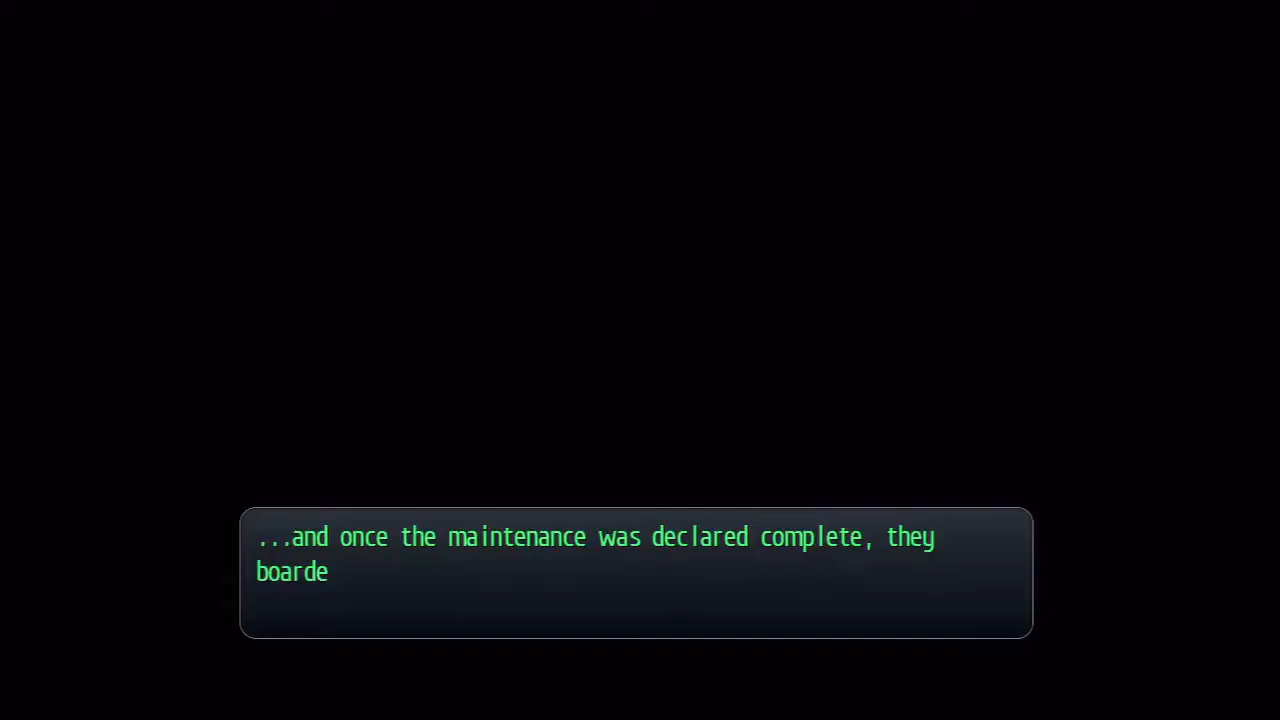 ...and once the maintenance was declared complete, they
boarde